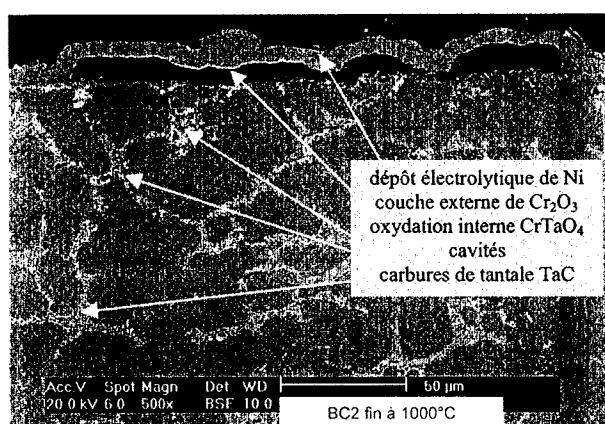 dépôt électrolytique de Ni
couche externe de Cr₂O₃
oxydation interne CrTaO₄
cavités
carbures de tantale TaC
Acc.V Spot Magn Det WD 50 µm
20.0 kV 6.0 500x BSE 10.0
BC2 fin à 1000°C